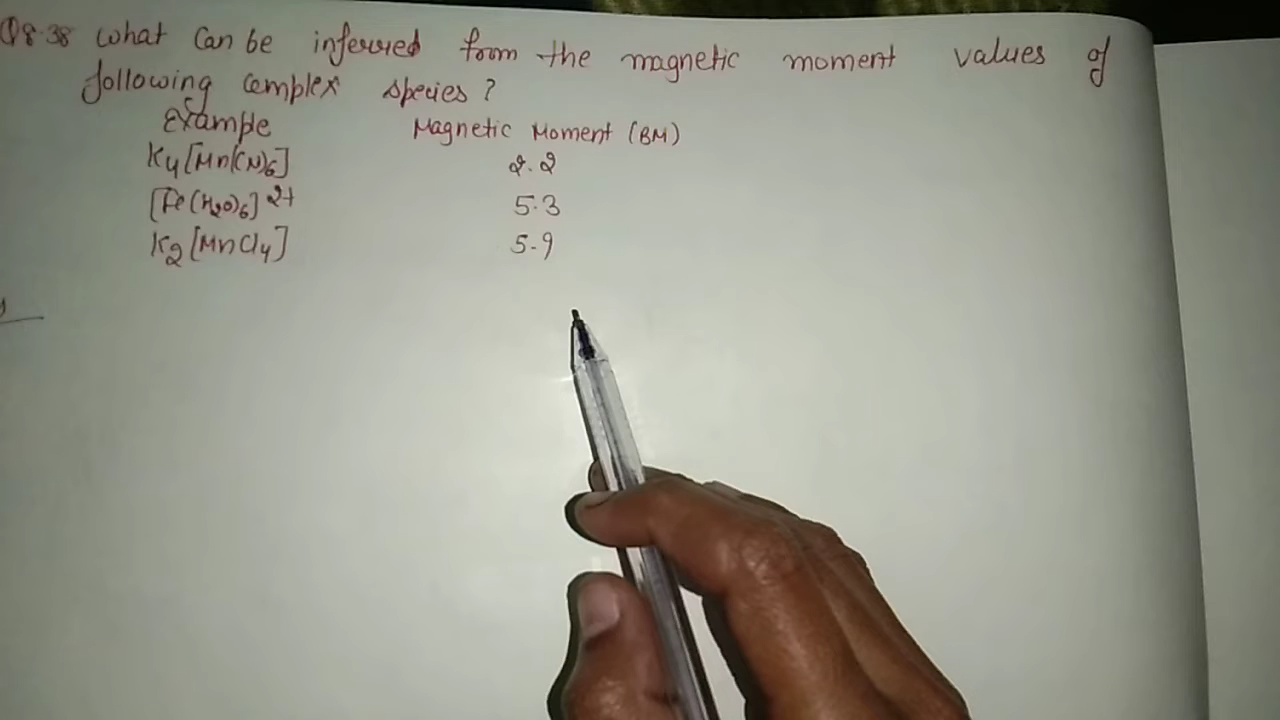 Q8.38 What Can be inferred from the magnetic moment values of
following complex species?
Example Magnetic Moment (BM)
K4[Mn(CN)6] 2.2
[Fe(H2O)6]2+ 5.3
K2[MnCl4] 5.9